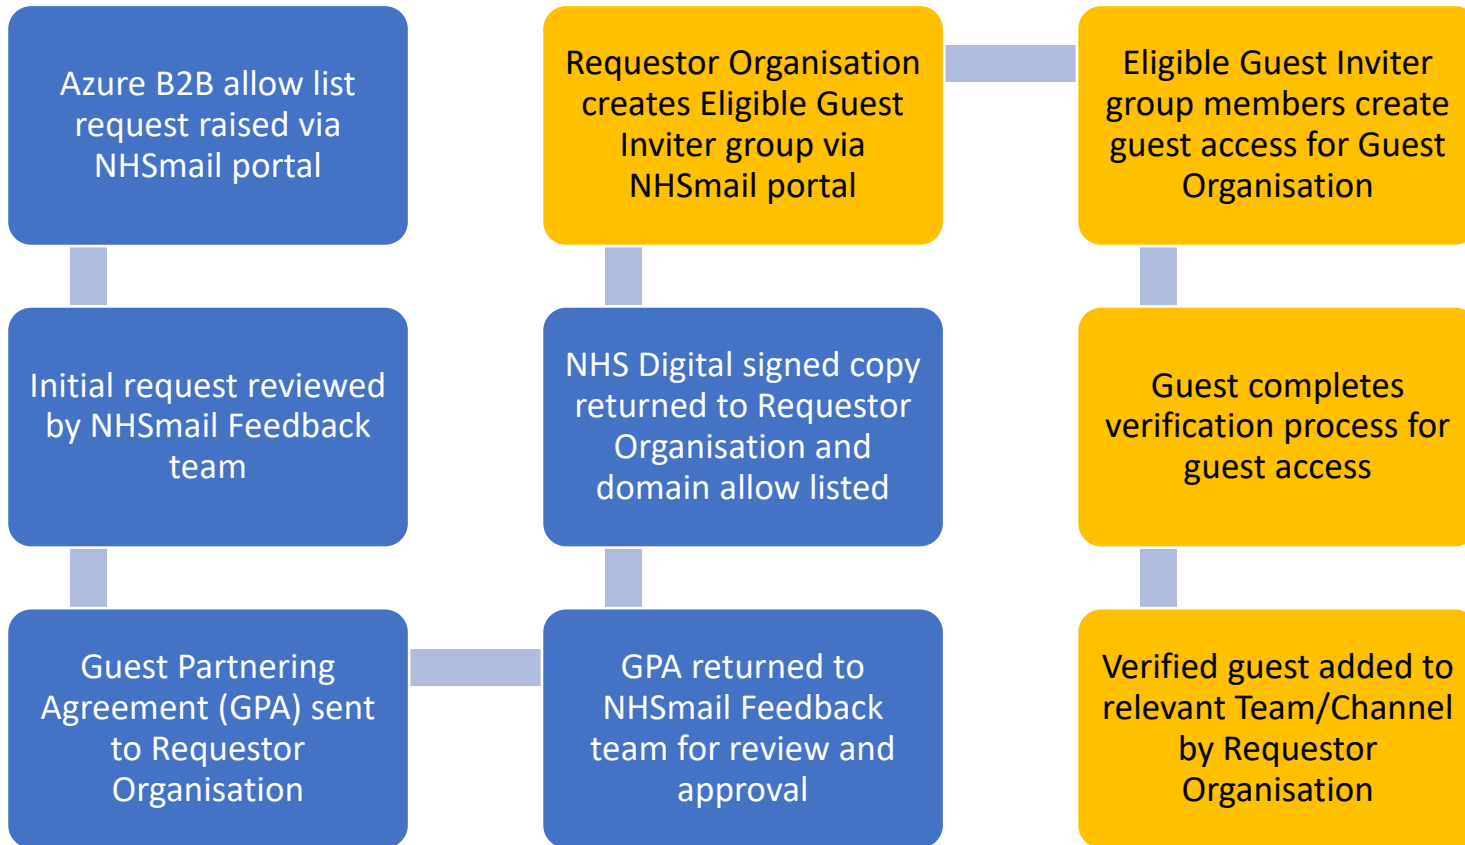 Azure B2B allow list
request raised via
NHSmail portal
Initial request reviewed
by NHSmail Feedback
team
Guest Partnering
Agreement (GPA) sent
to Requestor
Organisation
GPA returned to
NHSmail Feedback
team for review and
approval
NHS Digital signed copy
returned to Requestor
Organisation and
domain allow listed
Requestor Organisation
creates Eligible Guest
Inviter group via
NHSmail portal
Eligible Guest Inviter
group members create
guest access for Guest
Organisation
Guest completes
verification process for
guest access
Verified guest added to
relevant Team/Channel
by Requestor
Organisation